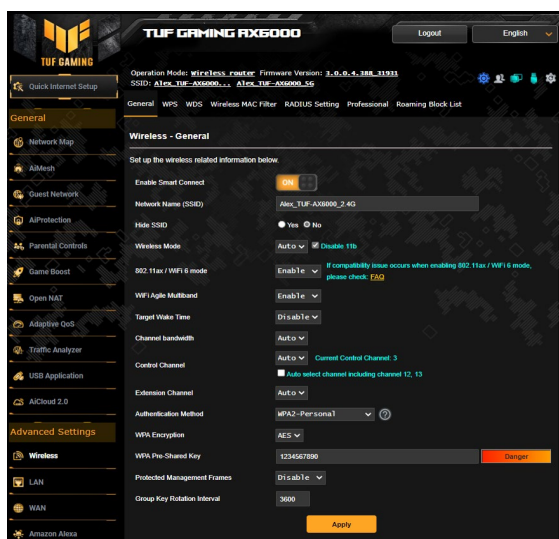 TUF GAMING AX6000
Logout
English
TUF GAMING
Quick Internet Setup
Operation Mode: Wireless router Firmware Version: 3.0.0.4.388_31931
SSID: Alex_TUF-AX6000... Alex_TUF-AX6000_5G
General WPS WDS Wireless MAC Filter RADIUS Setting Professional Roaming Block List
General
Network Map
AiMesh
Guest Network
AiProtection
Parental Controls
Game Boost
Open NAT
Adaptive QoS
Traffic Analyzer
USB Application
AiCloud 2.0
Advanced Settings
Wireless
LAN
WAN
Amazon Alexa
Wireless - General
Set up the wireless related information below.
Enable Smart Connect ON
Network Name (SSID) Alex_TUF-AX6000_2.4G
Hide SSID Yes No
Wireless Mode Auto Disable 11b
802.11ax / WiFi 6 mode Enable If compatibility issue occurs when enabling 802.11ax / WiFi 6 mode,
please check: FAQ
WiFi Agile Multiband Enable
Target Wake Time Disable
Channel bandwidth Auto
Control Channel Auto Current Control Channel: 3
Auto select channel including channel 12, 13
Extension Channel Auto
Authentication Method WPA2-Personal
WPA Encryption AES
WPA Pre-Shared Key 1234567890 Danger
Protected Management Frames Disable
Group Key Rotation Interval 3600
Apply